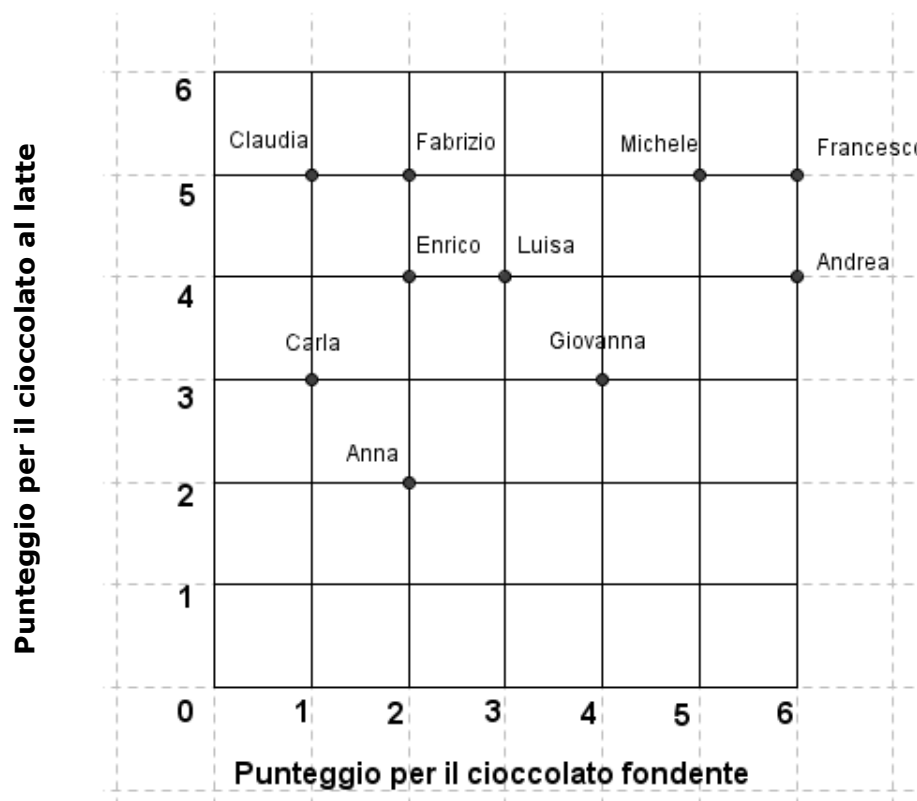 Punteggio per il cioccolato al latte
6
Claudia
Fabrizio
Michele
Francesco
5
Enrico
Luisa
Andrea
4
Carla
Giovanna
3
Anna
2
1
0
1
2
3
4
5
6
Punteggio per il cioccolato fondente